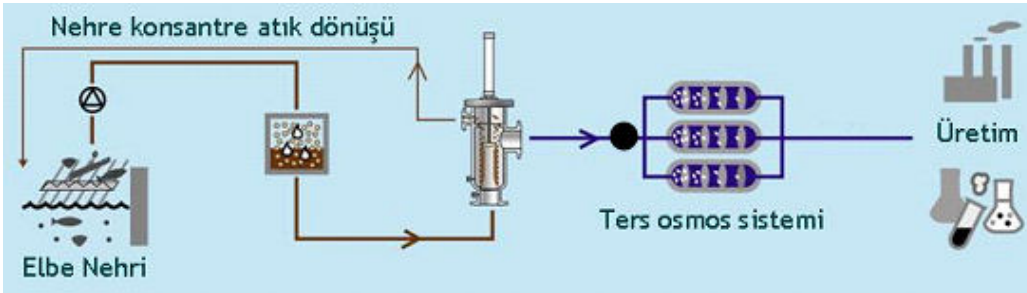 Nehre konsantre atık dönüşü
Üretim
Ters osmos sistemi
Elbe Nehri